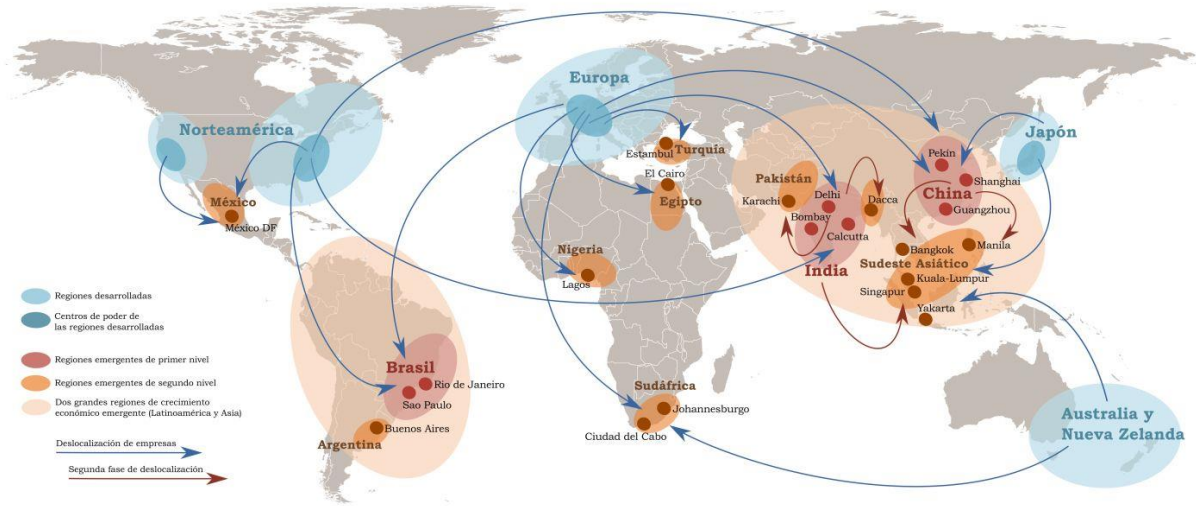 Europa
Norteamérica
Japón
Estambul
Turquía
Pekín
El Cairo
Pakistán
Shanghai
Delhi
China
México
Karachi
Dacca
Egipto
Guangzhou
México DF
Bombay
Calcutta
Nigeria
Bangkok
Manila
Sudeste Asiático
India
Lagos
Kuala-Lumpur
Singapur
Yakarta
Regiones desarrolladas
Centros de poder de
las regiones desarrolladas
Regiones emergentes de primer nivel
Regiones emergentes de segundo nivel
Dos grandes regiones de crecimiento
económico emergente (Latinoamérica y Asia)
Deslocalización de empresas
Segunda fase de deslocalización
Brasil
Rio de Janeiro
Sao Paulo
Buenos Aires
Argentina
Sudáfrica
Johannesburgo
Ciudad del Cabo
Australia y
Nueva Zelanda